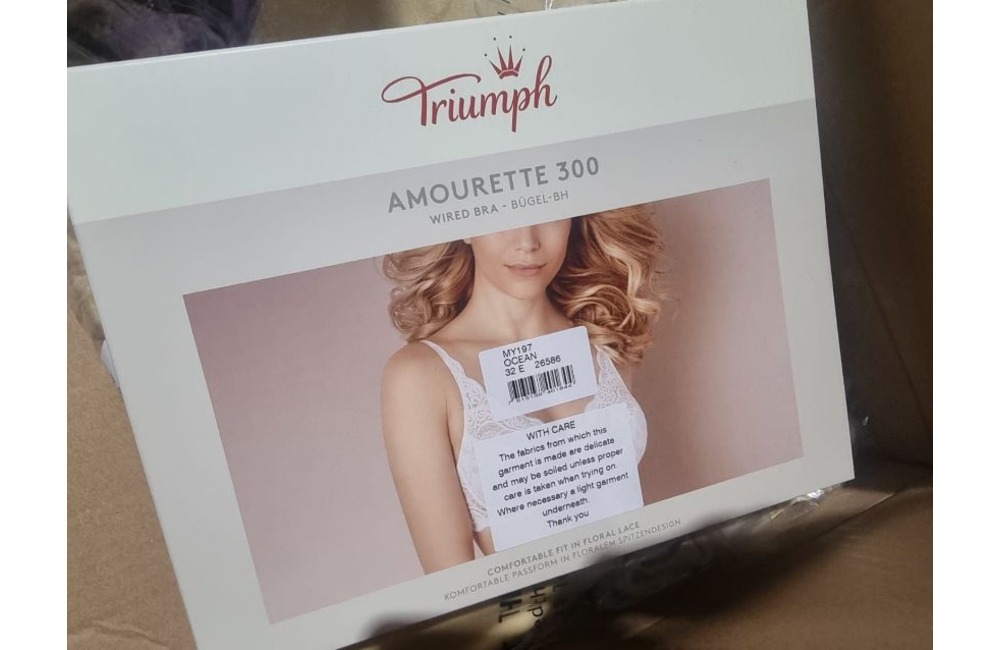 Triumph
AMOURETTE 300
WIRED BRA - BÜGEL-BH
MY197
OCEAN
32 E 26586
WITH CARE
The fabrics from which this
garment is made are delicate
and may be soiled unless proper
care is taken when trying on.
Where necessary a light garment
underneath.
Thank you
COMFORTABLE FIT IN FLORAL LACE
KOMFORTABLE PASSFORM IN FLORALEM SPITZENDESIGN